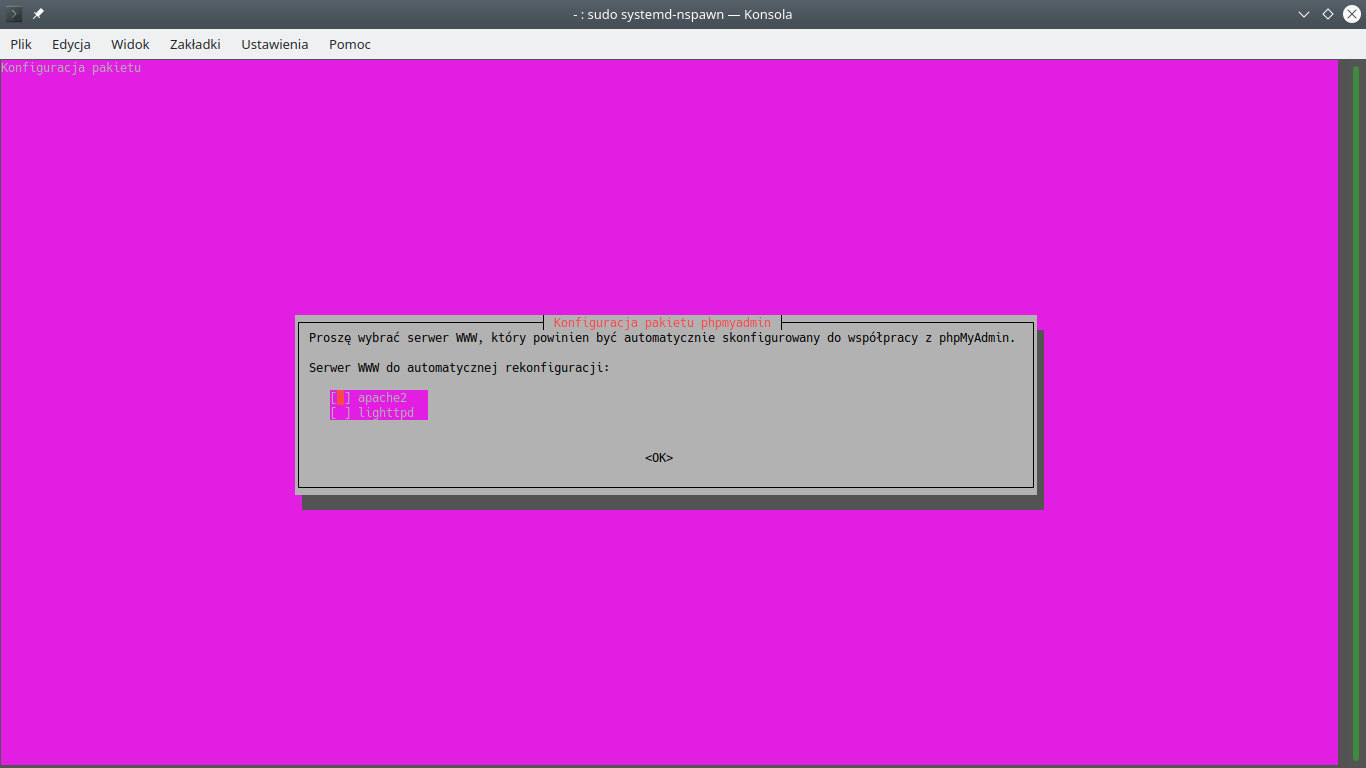 - : sudo systemd-nspawn — Konsola
Plik Edycja Widok Zakładki Ustawienia Pomoc
Konfiguracja pakietu
Konfiguracja pakietu phpmyadmin
Proszę wybrać serwer WWW, który powinien być automatycznie skonfigurowany do współpracy z phpMyAdmin.
Serwer WWW do automatycznej rekonfiguracji:
[ ] apache2
[ ] lighttpd
<OK>